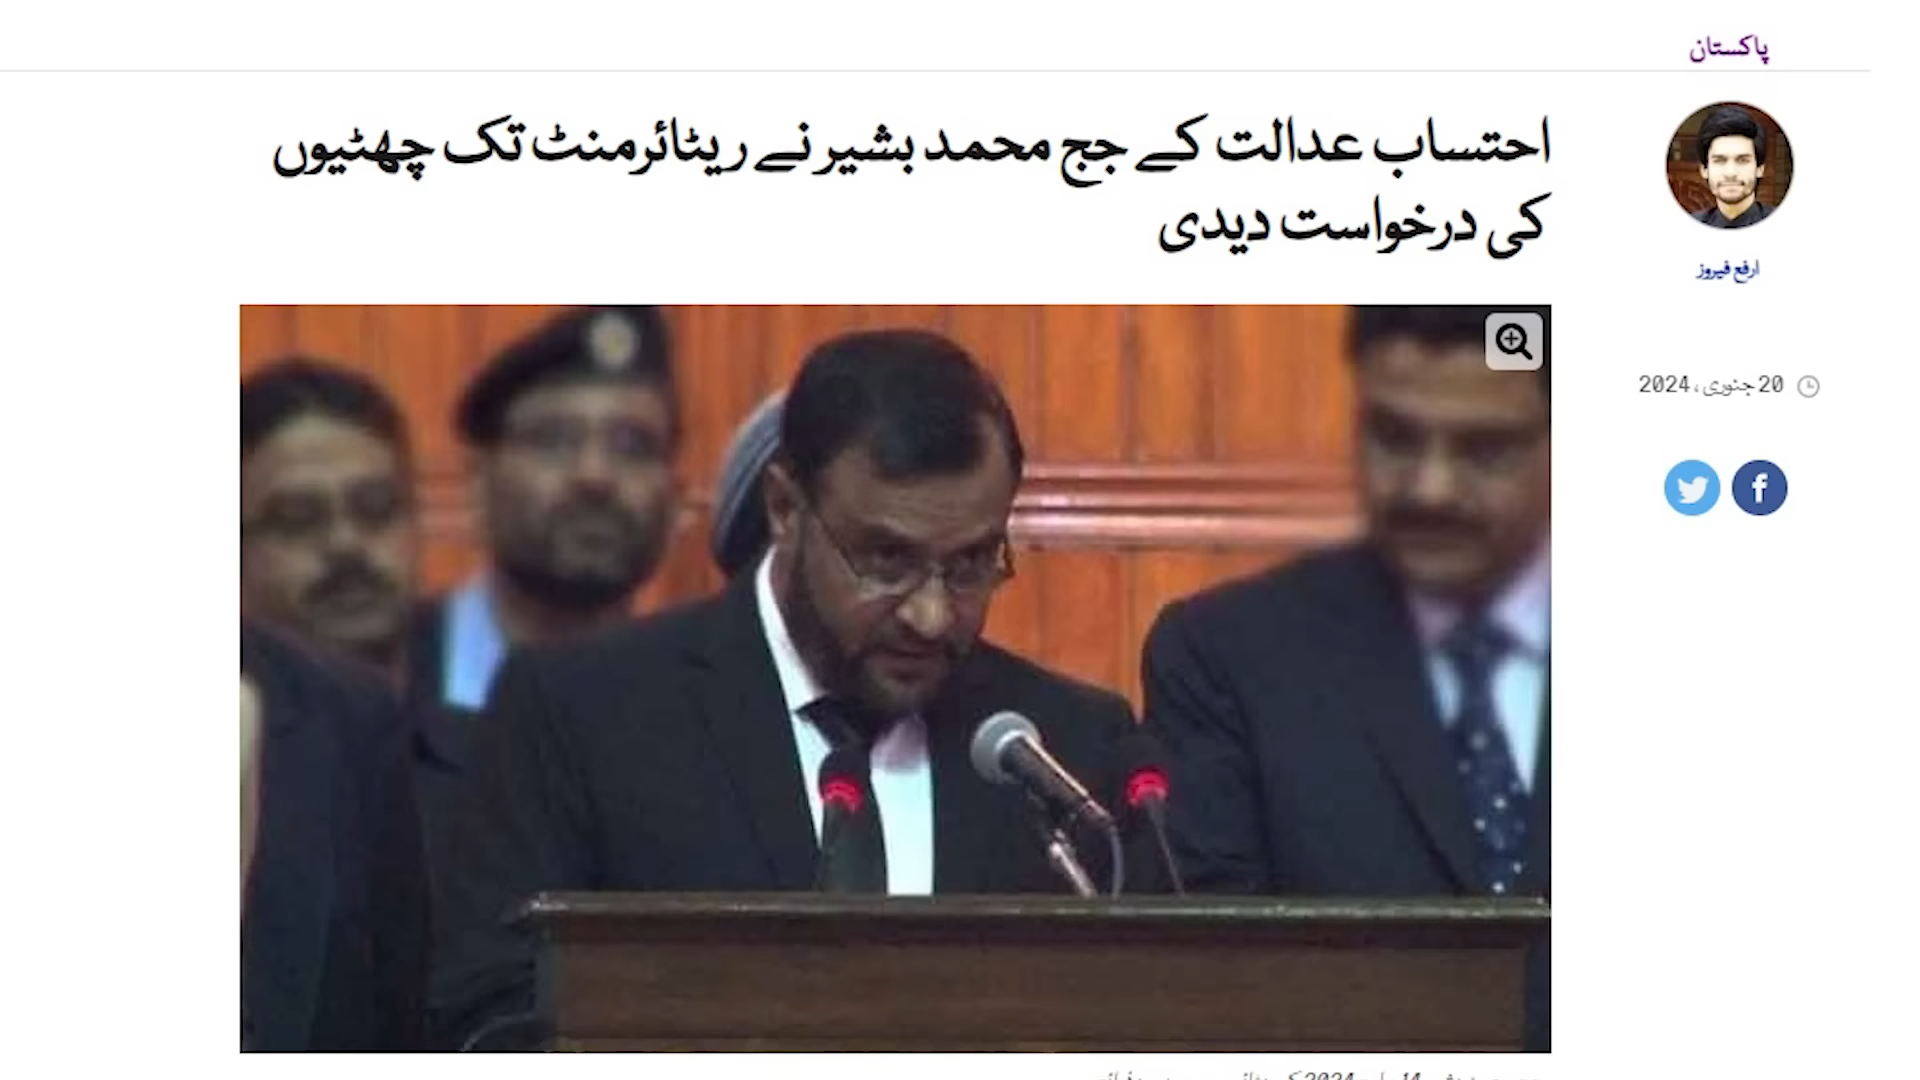 پاکستان
احتساب عدالت کے جج محمد بشیر نے ریٹائرمنٹ تک چھٹیوں
کی درخواست دیدی
ارفع فیروز
20 جنوری ، 2024